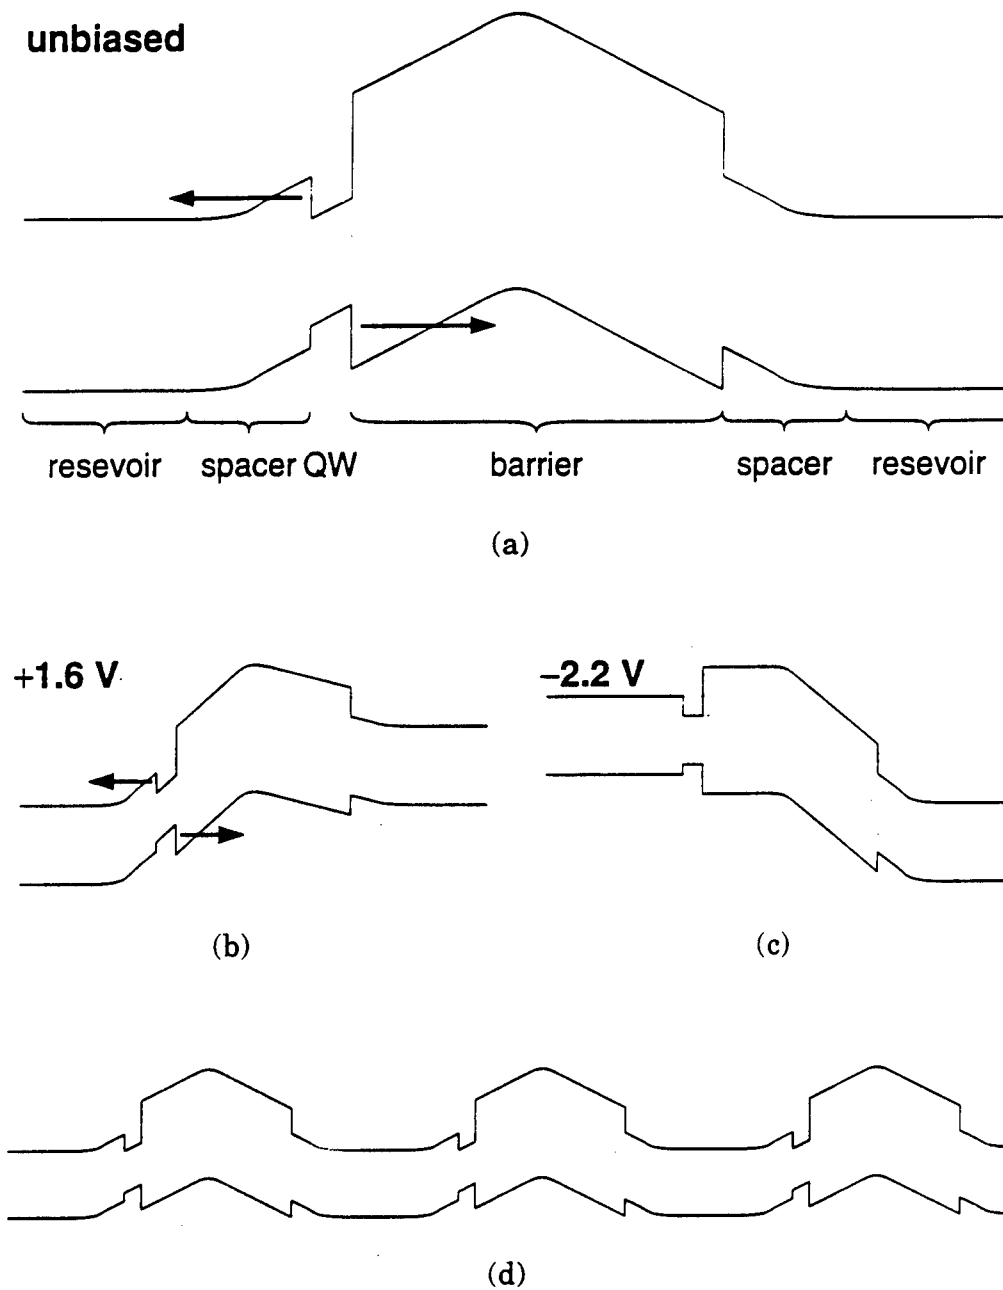 unbiased
resevoir spacer QW barrier spacer resevoir
(a)
+1.6 V
−2.2 V
(b)
(c)
(d)